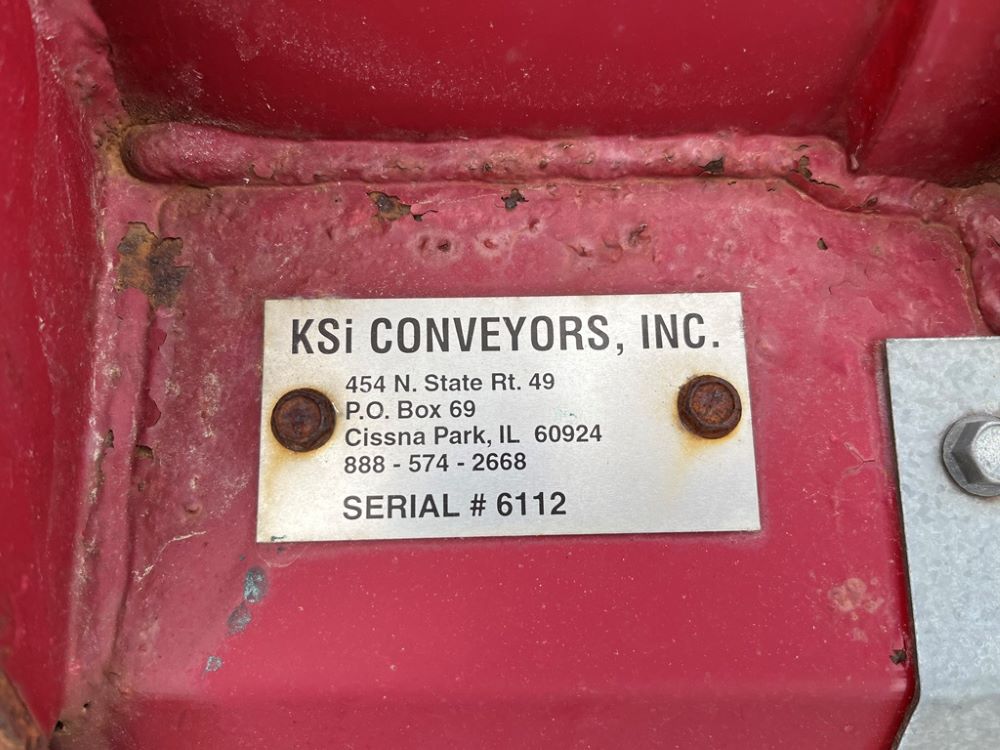 KSi CONVEYORS, INC.
454 N. State Rt. 49
P.O. Box 69
Cissna Park, IL 60924
888 - 574 - 2668
SERIAL # 6112